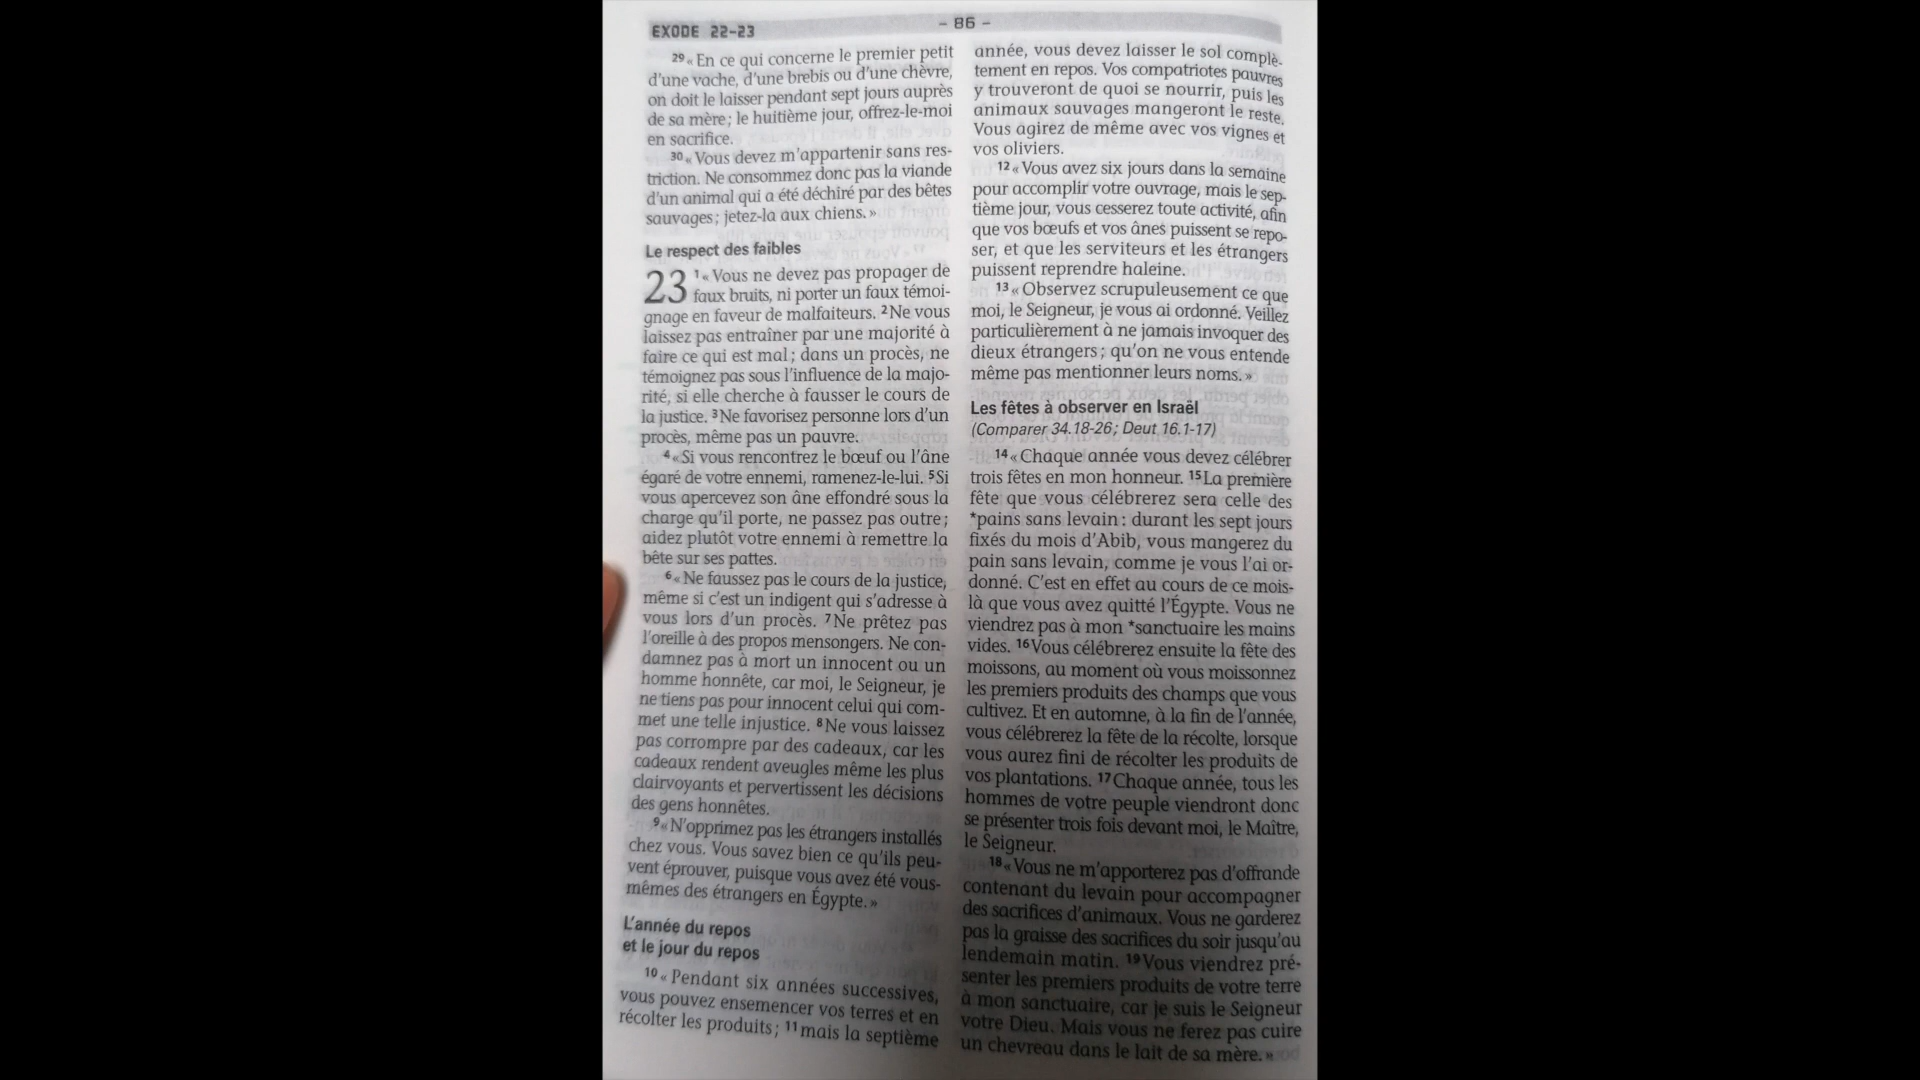 EXODE 22-23
- 86 -
29 « En ce qui concerne le premier petit
d'une vache, d'une brebis ou d'une chèvre,
on doit le laisser pendant sept jours auprès
de sa mère ; le huitième jour, offrez-le-moi
en sacrifice.
30 « Vous devez m'appartenir sans res-
triction. Ne consommez donc pas la viande
d'un animal qui a été déchiré par des bêtes
sauvages ; jetez-la aux chiens. »
Le respect des faibles
23 1 « Vous ne devez pas propager de
faux bruits, ni porter un faux témoi-
gnage en faveur de malfaiteurs. 2 Ne vous
laissez pas entraîner par une majorité à
faire ce qui est mal ; dans un procès, ne
témoignez pas sous l'influence de la majo-
rité, si elle cherche à fausser le cours de
la justice. 3 Ne favorisez personne lors d'un
procès, même pas un pauvre.
4 « Si vous rencontrez le bœuf ou l'âne
égaré de votre ennemi, ramenez-le-lui. 5 Si
vous apercevez son âne effondré sous la
charge qu'il porte, ne passez pas outre ;
aidez plutôt votre ennemi à remettre la
bête sur ses pattes.
6 « Ne faussez pas le cours de la justice,
même si c'est un indigent qui s'adresse à
vous lors d'un procès. 7 Ne prêtez pas
l'oreille à des propos mensongers. Ne con-
damnez pas à mort un innocent ou un
homme honnête, car moi, le Seigneur, je
ne tiens pas pour innocent celui qui com-
met une telle injustice. 8 Ne vous laissez
pas corrompre par des cadeaux, car les
cadeaux rendent aveugles même les plus
clairvoyants et pervertissent les décisions
des gens honnêtes.
9 « N'opprimez pas les étrangers installés
chez vous. Vous savez bien ce qu'ils peu-
vent éprouver, puisque vous avez été vous-
mêmes des étrangers en Égypte. »
L'année du repos
et le jour du repos
10 « Pendant six années successives,
vous pouvez ensemencer vos terres et en
récolter les produits ; 11 mais la septième
année, vous devez laisser le sol complè-
tement en repos. Vos compatriotes pauvres
y trouveront de quoi se nourrir, puis les
animaux sauvages mangeront le reste.
Vous agirez de même avec vos vignes et
vos oliviers.
12 « Vous avez six jours dans la semaine
pour accomplir votre ouvrage, mais le sep-
tième jour, vous cesserez toute activité, afin
que vos bœufs et vos ânes puissent se repo-
ser, et que les serviteurs et les étrangers
puissent reprendre haleine.
13 « Observez scrupuleusement ce que
moi, le Seigneur, je vous ai ordonné. Veillez
particulièrement à ne jamais invoquer des
dieux étrangers ; qu'on ne vous entende
même pas mentionner leurs noms. »
Les fêtes à observer en Israël
(Comparer 34.18-26 ; Deut 16.1-17)
14 « Chaque année vous devez célébrer
trois fêtes en mon honneur. 15 La première
fête que vous célébrerez sera celle des
*pains sans levain : durant les sept jours
fixés du mois d'Abib, vous mangerez du
pain sans levain, comme je vous l'ai or-
donné. C'est en effet au cours de ce mois-
là que vous avez quitté l'Égypte. Vous ne
viendrez pas à mon *sanctuaire les mains
vides. 16 Vous célébrerez ensuite la fête des
moissons, au moment où vous moissonnez
les premiers produits des champs que vous
cultivez. Et en automne, à la fin de l'année,
vous célébrerez la fête de la récolte, lorsque
vous aurez fini de récolter les produits de
vos plantations. 17 Chaque année, tous les
hommes de votre peuple viendront donc
se présenter trois fois devant moi, le Maître,
le Seigneur.
18 « Vous ne m'apporterez pas d'offrande
contenant du levain pour accompagner
des sacrifices d'animaux. Vous ne garderez
pas la graisse des sacrifices du soir jusqu'au
lendemain matin. 19 Vous viendrez pré-
senter les premiers produits de votre terre
à mon sanctuaire, car je suis le Seigneur
votre Dieu. Mais vous ne ferez pas cuire
un chevreau dans le lait de sa mère. »